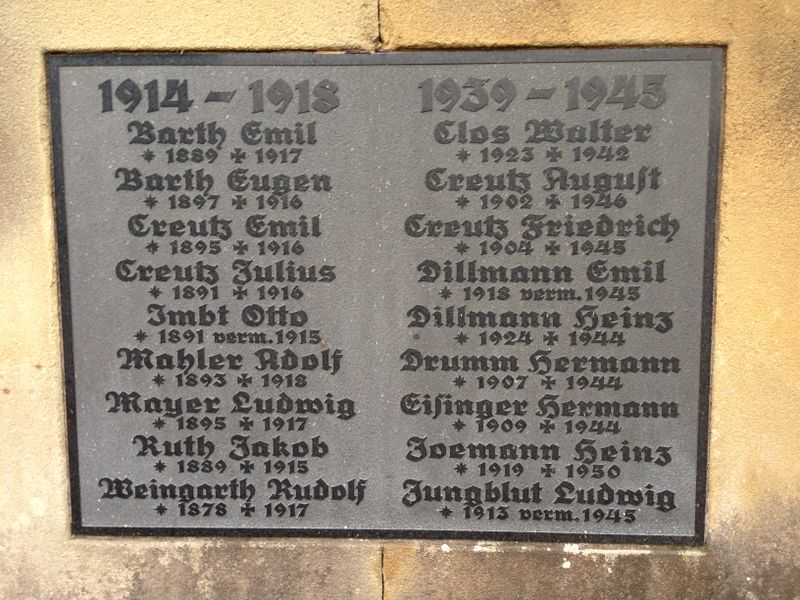 1914 - 1918
Barth Emil
* 1889 ✠ 1917
Barth Eugen
* 1897 ✠ 1916
Creutz Emil
* 1895 ✠ 1916
Creutz Julius
* 1891 ✠ 1916
Imbt Otto
* 1891 verm. 1915
Mahler Adolf
* 1893 ✠ 1918
Mayer Ludwig
* 1895 ✠ 1917
Ruth Jakob
* 1889 ✠ 1915
Weingarth Rudolf
* 1878 ✠ 1917
1939 - 1945
Clos Walter
* 1923 ✠ 1942
Creutz August
* 1902 ✠ 1946
Creutz Friedrich
* 1904 ✠ 1945
Dillmann Emil
* 1918 verm. 1945
Dillmann Heinz
* 1924 ✠ 1944
Drumm Hermann
* 1907 ✠ 1944
Eisinger Hermann
* 1909 ✠ 1944
Joemann Heinz
* 1919 ✠ 1950
Jungblut Ludwig
* 1913 verm. 1945